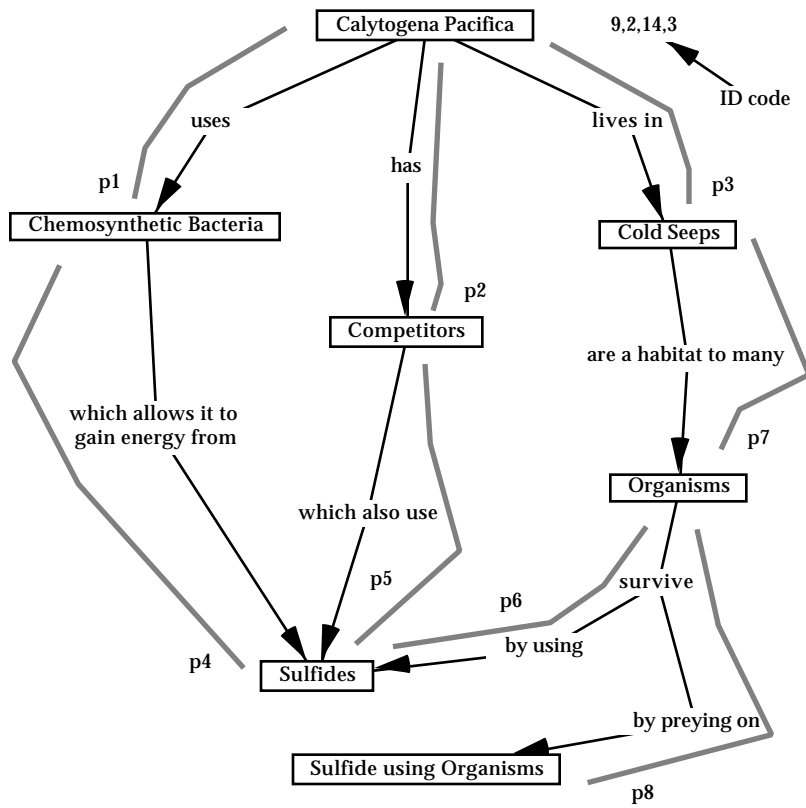 Calytogena Pacifica
9,2,14,3
ID code
uses
lives in
has
p1
p3
Chemosynthetic Bacteria
Cold Seeps
p2
Competitors
are a habitat to many
which allows it to
gain energy from
p7
Organisms
which also use
p5
survive
p6
by using
p4
Sulfides
by preying on
Sulfide using Organisms
p8